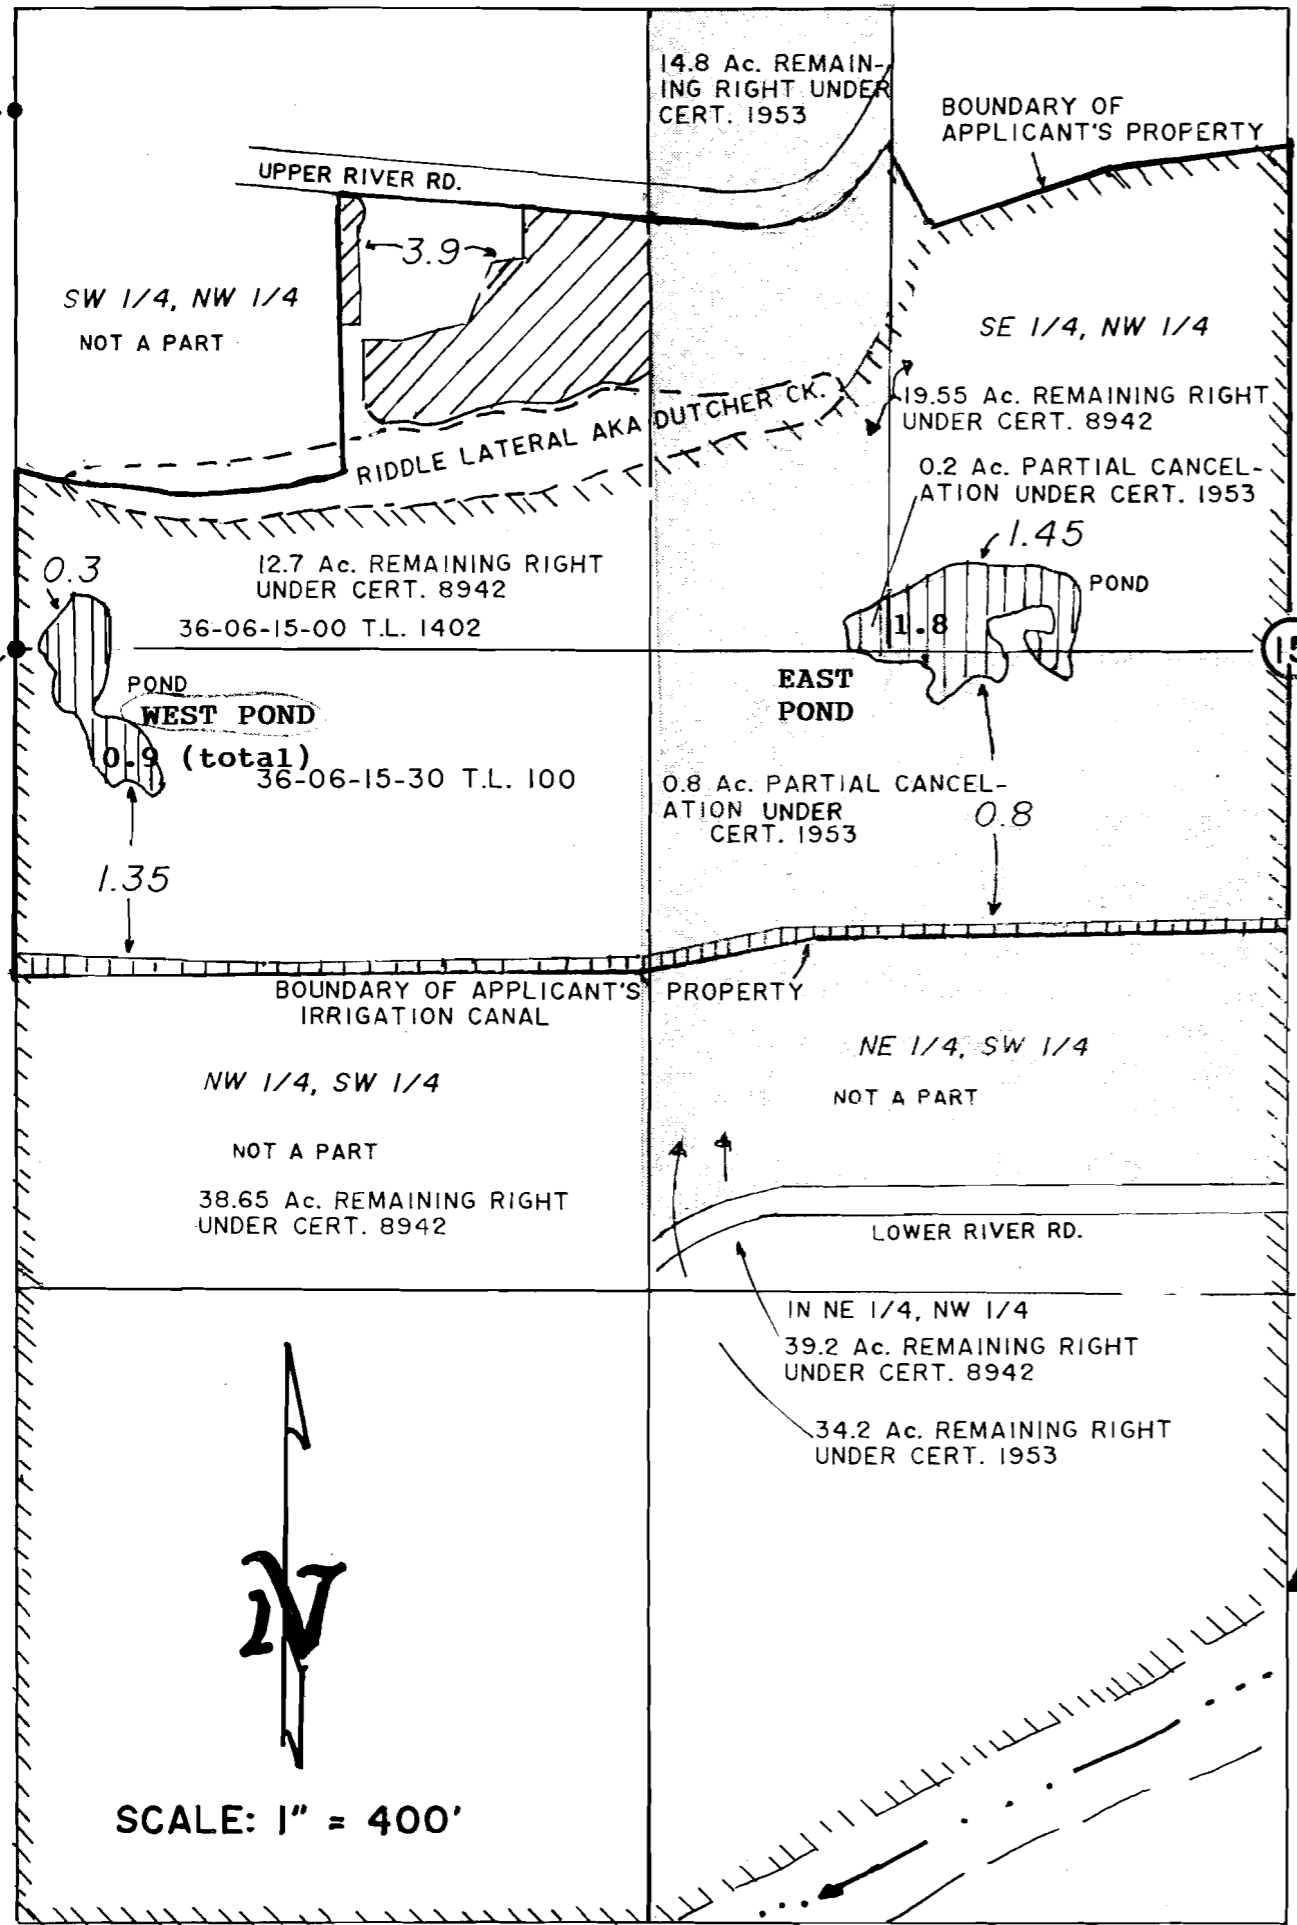 14.8 Ac. REMAIN-
ING RIGHT UNDER
CERT. 1953
BOUNDARY OF
APPLICANT'S PROPERTY
UPPER RIVER RD.
3.9
SW 1/4, NW 1/4
NOT A PART
SE 1/4, NW 1/4
RIDDLE LATERAL AKA DUTCHER CK.
19.55 Ac. REMAINING RIGHT
UNDER CERT. 8942
0.2 Ac. PARTIAL CANCEL-
ATION UNDER CERT. 1953
1.45
POND
0.3
12.7 Ac. REMAINING RIGHT
UNDER CERT. 8942
36-06-15-00 T.L. 1402
1.8
15
POND
WEST POND
0.9 (total)
36-06-15-30 T.L. 100
EAST
POND
0.8 Ac. PARTIAL CANCEL-
ATION UNDER
CERT. 1953
0.8
1.35
BOUNDARY OF APPLICANT'S PROPERTY
IRRIGATION CANAL
NE 1/4, SW 1/4
NOT A PART
NW 1/4, SW 1/4
NOT A PART
38.65 Ac. REMAINING RIGHT
UNDER CERT. 8942
LOWER RIVER RD.
IN NE 1/4, NW 1/4
39.2 Ac. REMAINING RIGHT
UNDER CERT. 8942
34.2 Ac. REMAINING RIGHT
UNDER CERT. 1953
N
SCALE: 1" = 400'